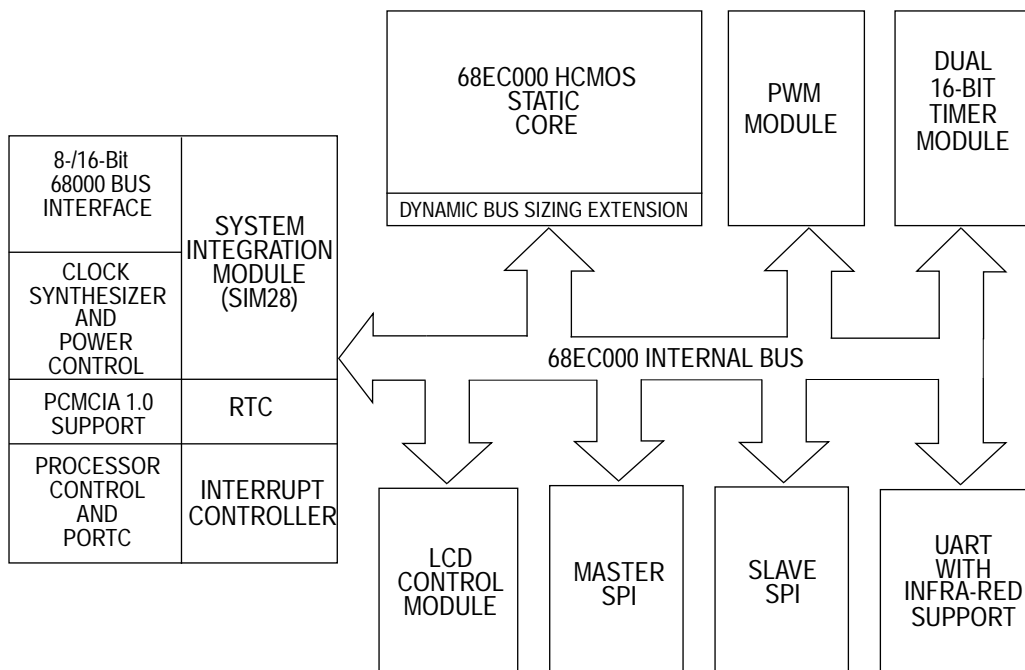 68EC000 HCMOS
STATIC
CORE
DYNAMIC BUS SIZING EXTENSION
PWM
MODULE
DUAL
16-BIT
TIMER
MODULE
8-/16-Bit
68000 BUS
INTERFACE
SYSTEM
INTEGRATION
MODULE
(SIM28)
CLOCK
SYNTHESIZER
AND
POWER
CONTROL
PCMCIA 1.0
SUPPORT
RTC
PROCESSOR
CONTROL
AND
PORTC
INTERRUPT
CONTROLLER
68EC000 INTERNAL BUS
LCD
CONTROL
MODULE
MASTER
SPI
SLAVE
SPI
UART
WITH
INFRA-RED
SUPPORT